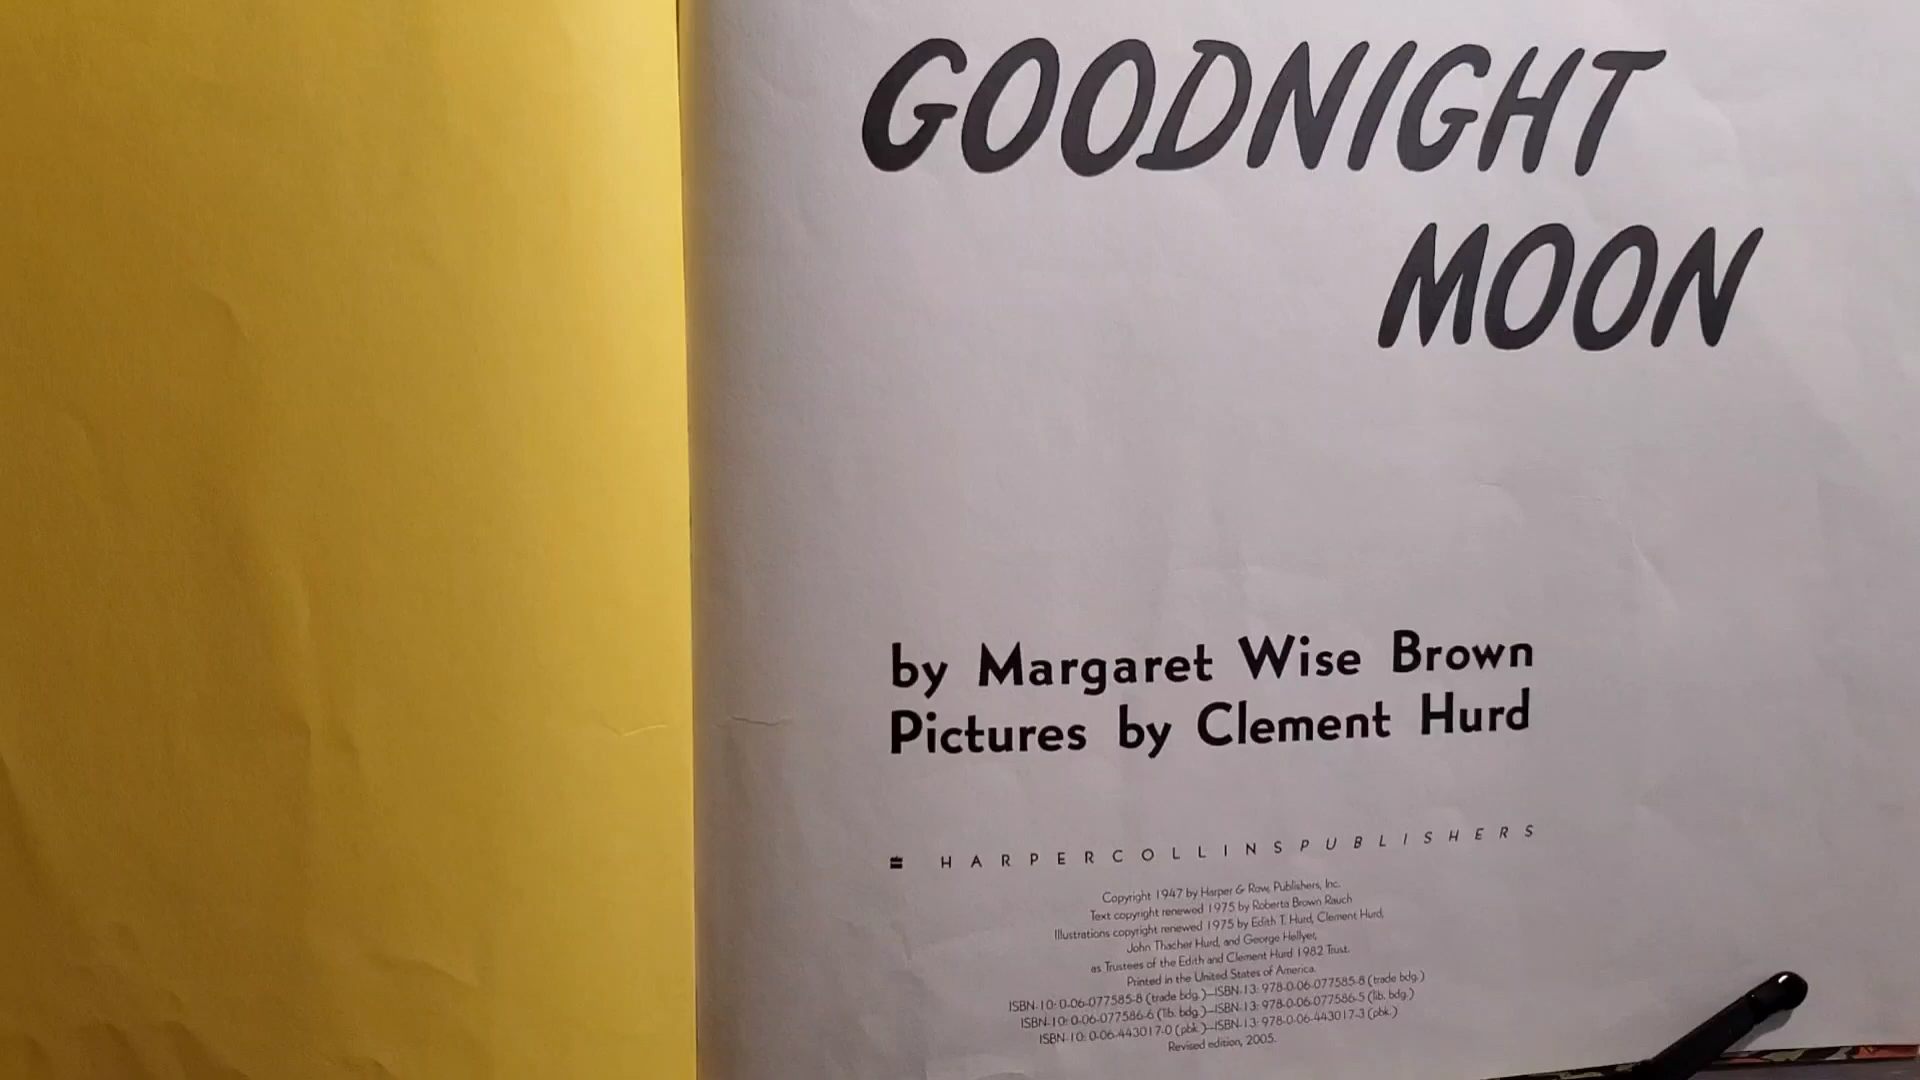 GOODNIGHT
MOON
by Margaret Wise Brown
Pictures by Clement Hurd
HARPERCOLLINSPUBLISHERS
Copyright 1947 by Harper & Row, Publishers, Inc.
Text copyright renewed 1975 by Roberta Brown Rauch
Illustrations copyright renewed 1975 by Edith T. Hurd, Clement Hurd,
John Thacher Hurd, and George Hellyer,
as Trustees of the Edith and Clement Hurd 1982 Trust.
Printed in the United States of America.
ISBN-10: 0-06-077585-8 (trade bdg.)—ISBN-13: 978-0-06-077585-8 (trade bdg.)
ISBN-10: 0-06-077586-6 (lib. bdg.)—ISBN-13: 978-0-06-077586-5 (lib. bdg.)
ISBN-10: 0-06-443017-0 (pbk.)—ISBN-13: 978-0-06-443017-3 (pbk.)
Revised edition, 2005.